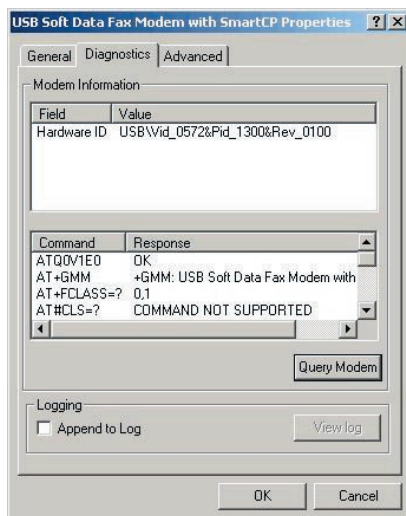 USB Soft Data Fax Modem with SmartCP Properties
General Diagnostics Advanced
Modem Information
Field Value
Hardware ID USB\Vid_0572&Pid_1300&Rev_0100
Command Response
ATQ0V1E0 OK
AT+GMM +GMM: USB Soft Data Fax Modem with
AT+FCLASS=? 0,1
AT#CLS=? COMMAND NOT SUPPORTED
Query Modem
Logging
Append to Log View log
OK Cancel